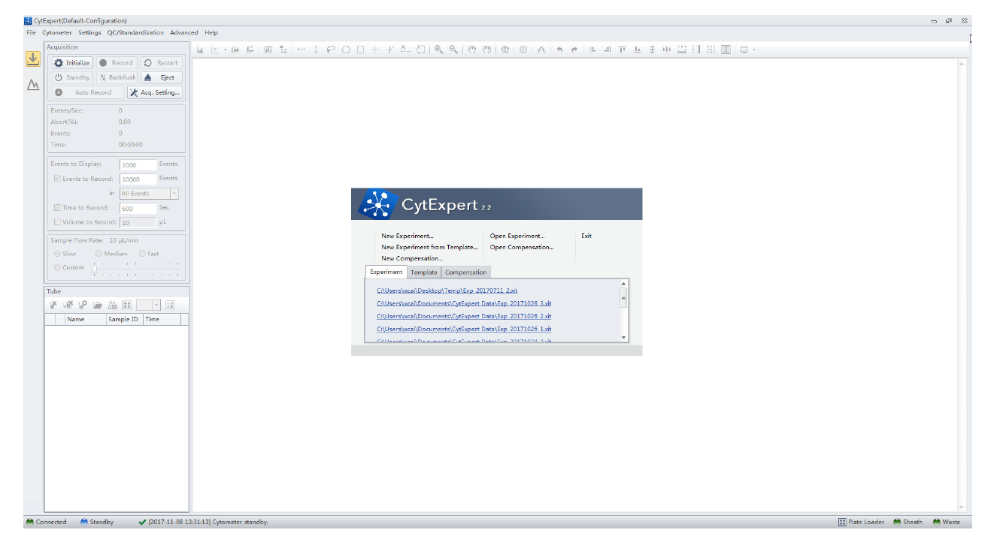 CytExpert(Default-Configuration)
File Cytometer Settings QC/Standardization Advanced Help
Acquisition
Initialize Record Restart
Standby Backflush Eject
Auto Record Acq. Setting...
Events/Sec: 0
Abort(%): 0.00
Events: 0
Time: 00:00:00
Events to Display: 1000 Events
Events to Record: 10000 Events
in All Events
Time to Record: 600 Sec
Volume to Record: 10 µL
Sample Flow Rate: 10 µL/min
Slow Medium Fast
Custom
Tube
Name Sample ID Time
CytExpert 2.2
New Experiment... Open Experiment... Exit
New Experiment from Template... Open Compensation...
New Compensation...
Experiment Template Compensation
C:\Users\xcai\Desktop\Temp\Exp_20170711_2.xit
C:\Users\xcai\Documents\CytExpert Data\Exp_20171026_3.xit
C:\Users\xcai\Documents\CytExpert Data\Exp_20171026_2.xit
C:\Users\xcai\Documents\CytExpert Data\Exp_20171026_1.xit
Connected Standby [2017-11-08 13:31:13] Cytometer standby. Plate Loader Sheath Waste